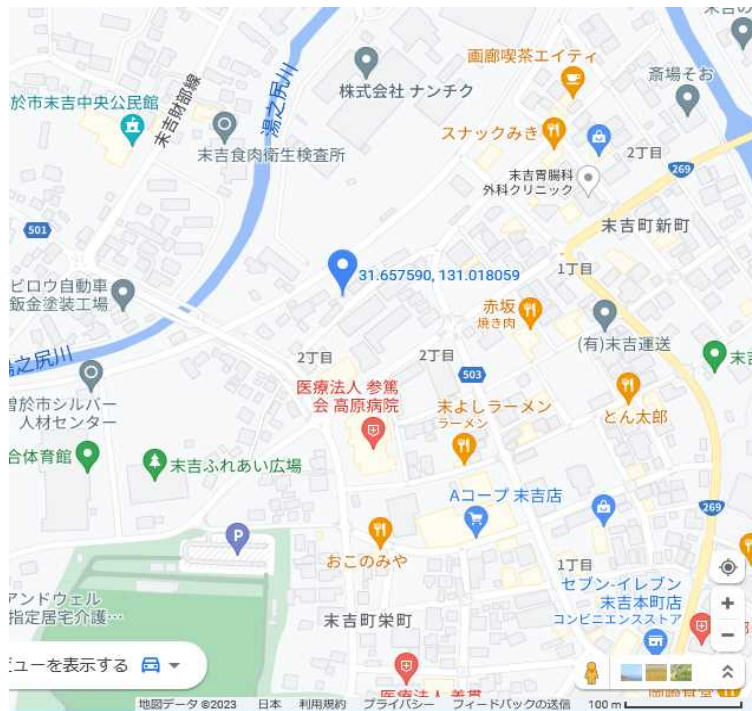 末吉の
画廊喫茶エイティ
斎場そお
株式会社 ナンチク
湯之尻川
於市末吉中央公民館
末吉財部線
スナックみき
末吉食肉衛生検査所
2丁目
末吉胃腸科
外科クリニック
269
501
末吉町新町
1丁目
31.657590, 131.018059
ビロウ自動車
鈑金塗装工場
赤坂
焼き肉
(有)末吉運送
之尻川
2丁目
2丁目
503
末吉
医療法人 参篤
会 高原病院
曽於市シルバー
人材センター
末よしラーメン
ラーメン
とん太郎
合体育館
末吉ふれあい広場
Aコープ 末吉店
269
P
おこのみや
1丁目
アンドウェル
指定居宅介護…
セブン-イレブン
末吉本町店
コンビニエンスストア
末吉町栄町
ビューを表示する
医療法人 美貫
地図データ ©2023 日本 利用規約 プライバシー フィードバックの送信 100 m